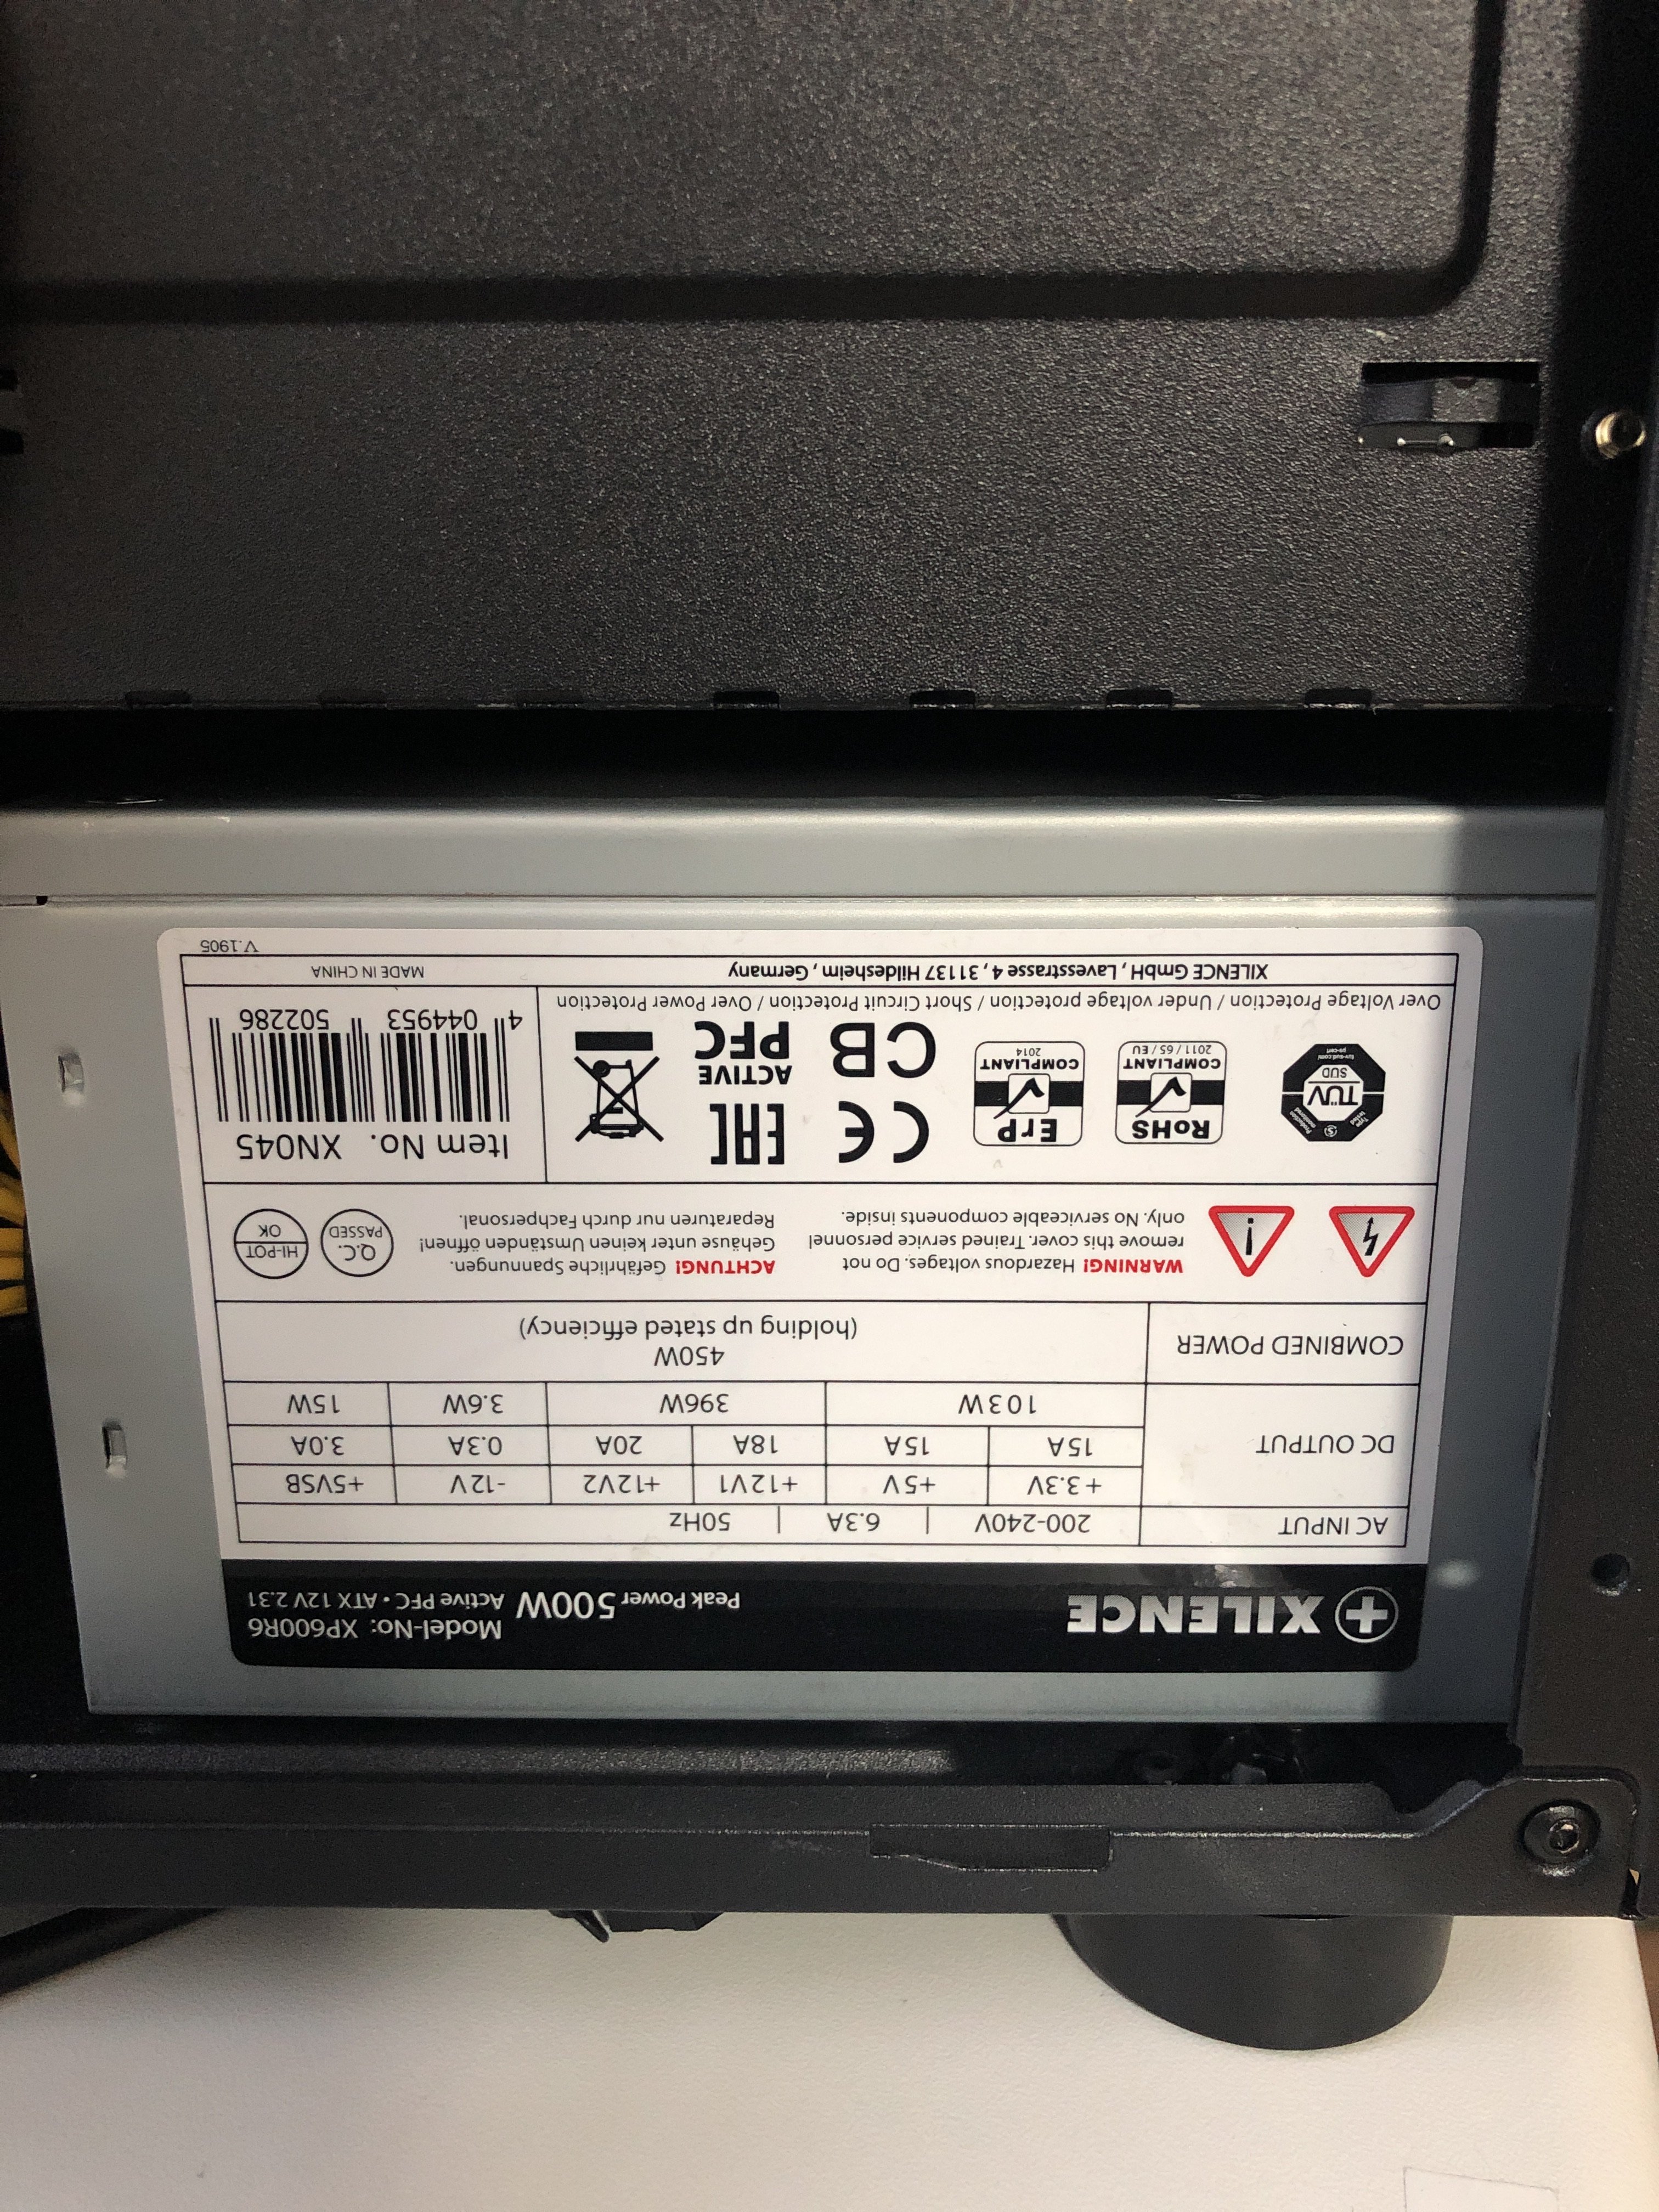 XILENCE
Model-No: XP600R6
Peak Power 500W Active PFC • ATX 12V 2.31
AC INPUT 200-240V | 6.3A | 50Hz
DC OUTPUT +3.3V +5V +12V1 +12V2 -12V +5VSB
15A 15A 18A 20A 0.3A 3.0A
103W 396W 3.6W 15W
COMBINED POWER 450W
(holding up stated efficiency)
WARNING! Hazardous voltages. Do not
remove this cover. Trained service personnel
only. No serviceable components inside.
ACHTUNG! Gefährliche Spannungen.
Gehäuse unter keinen Umständen öffnen!
Reparaturen nur durch Fachpersonal.
Q.C.
PASSED
HI-POT
OK
TÜV
SÜD
RoHS
COMPLIANT
2011/65/EU
ErP
COMPLIANT
2014
CE
CB
EAC
ACTIVE
PFC
Item No. XN045
4 044953 502286
Over Voltage Protection / Under voltage protection / Short Circuit Protection / Over Power Protection
XILENCE GmbH, Lavesstrasse 4, 31137 Hildesheim, Germany
MADE IN CHINA
V.1905